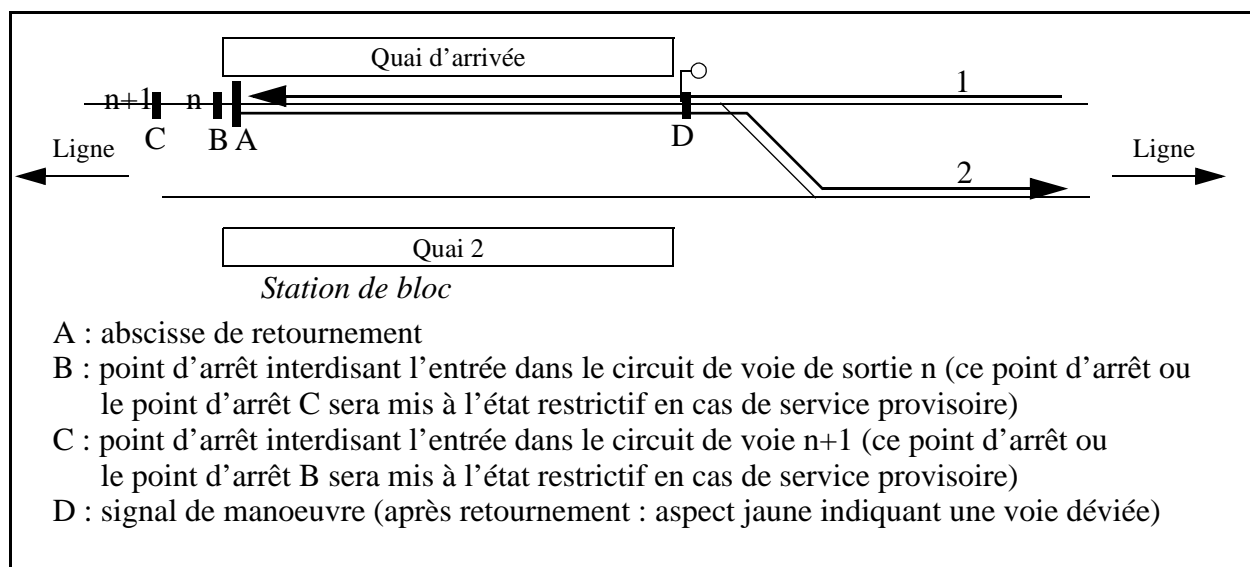 Quai d’arrivée
1
n+1 n
C B A D
Ligne
Ligne
2
Quai 2
Station de bloc
A : abscisse de retournement
B : point d’arrêt interdisant l’entrée dans le circuit de voie de sortie n (ce point d’arrêt ou
le point d’arrêt C sera mis à l’état restrictif en cas de service provisoire)
C : point d’arrêt interdisant l’entrée dans le circuit de voie n+1 (ce point d’arrêt ou
le point d’arrêt B sera mis à l’état restrictif en cas de service provisoire)
D : signal de manoeuvre (après retournement : aspect jaune indiquant une voie déviée)